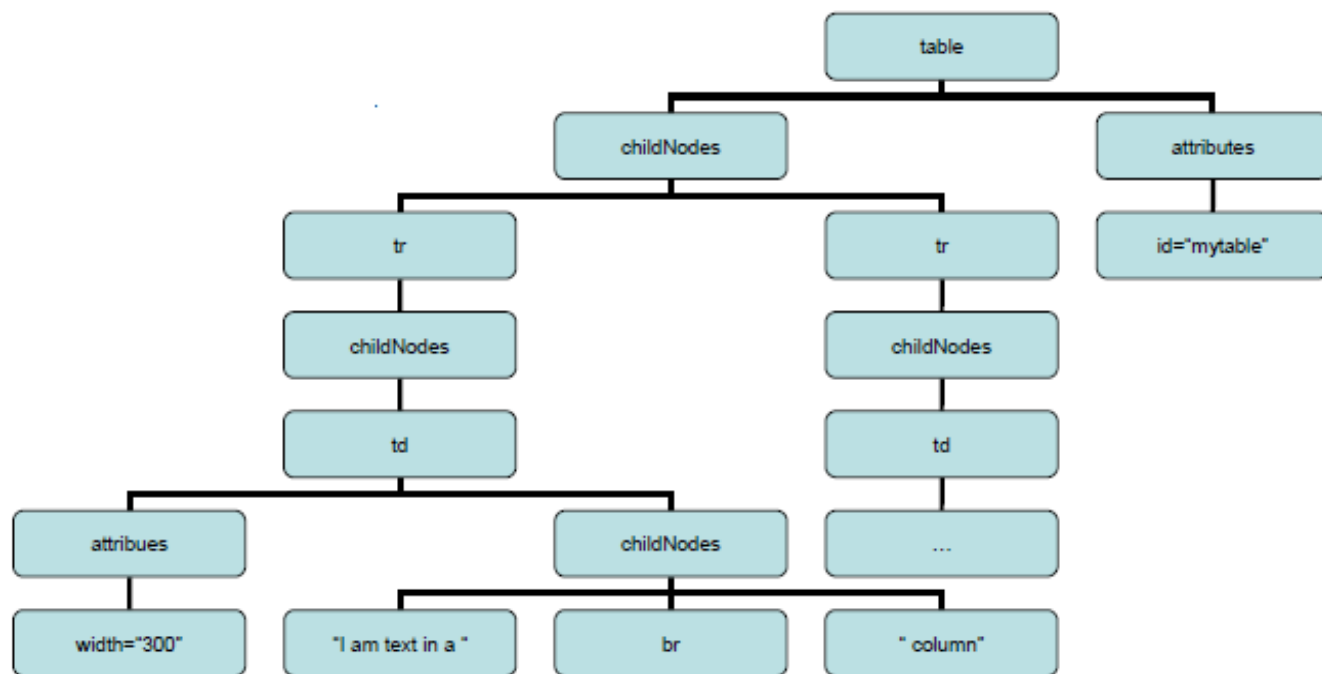 table
childNodes
attributes
tr
tr
id="mytable"
childNodes
childNodes
td
td
attribues
childNodes
...
width="300"
"I am text in a "
br
" column"